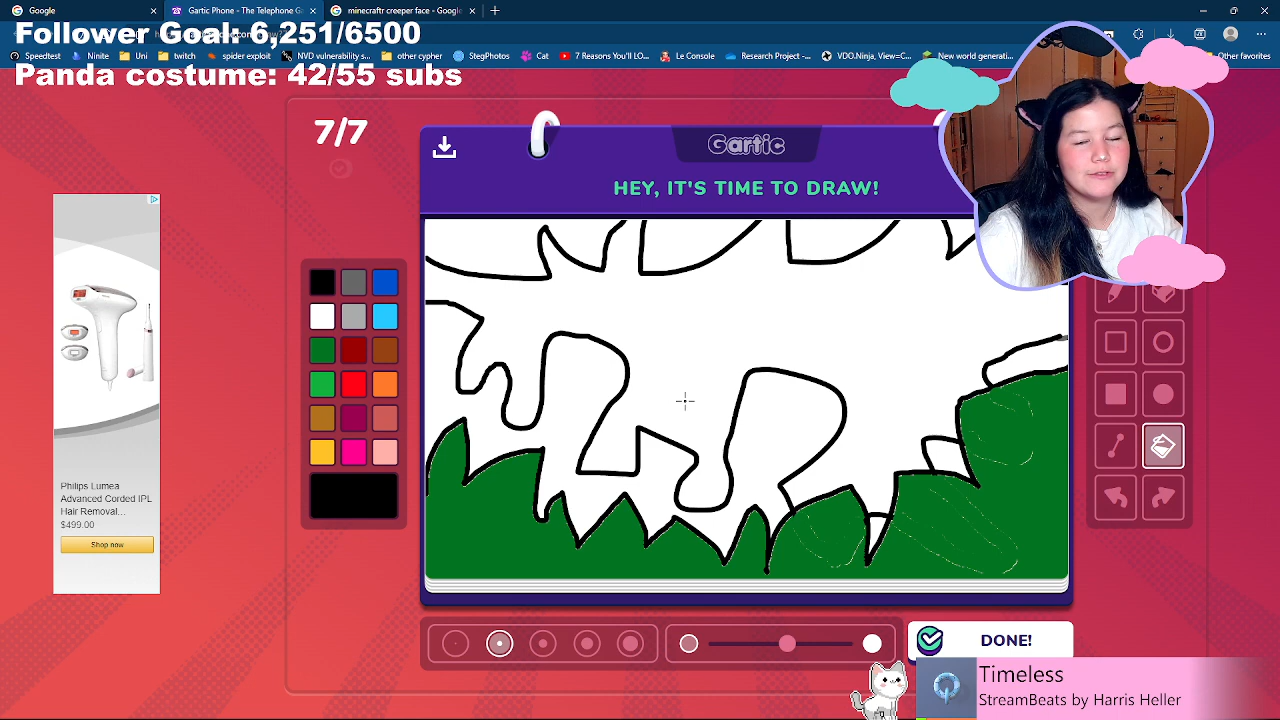 Google
Gartic Phone - The Telephone Ga
minecraftr creeper face - Google
Follower Goal: 6,251/6500
Speedtest
Ninite
Uni
twitch
spider exploit
NVD vulnerability s...
other cypher
StegPhotos
Cat
7 Reasons You'll LO...
Le Console
Research Project -...
VDO.Ninja, View=C...
New world generati...
Other favorites
Panda costume: 42/55 subs
7/7
Gartic
HEY, IT'S TIME TO DRAW!
Philips Lumea
Advanced Corded IPL
Hair Removal...
$499.00
Shop now
DONE!
Timeless
StreamBeats by Harris Heller